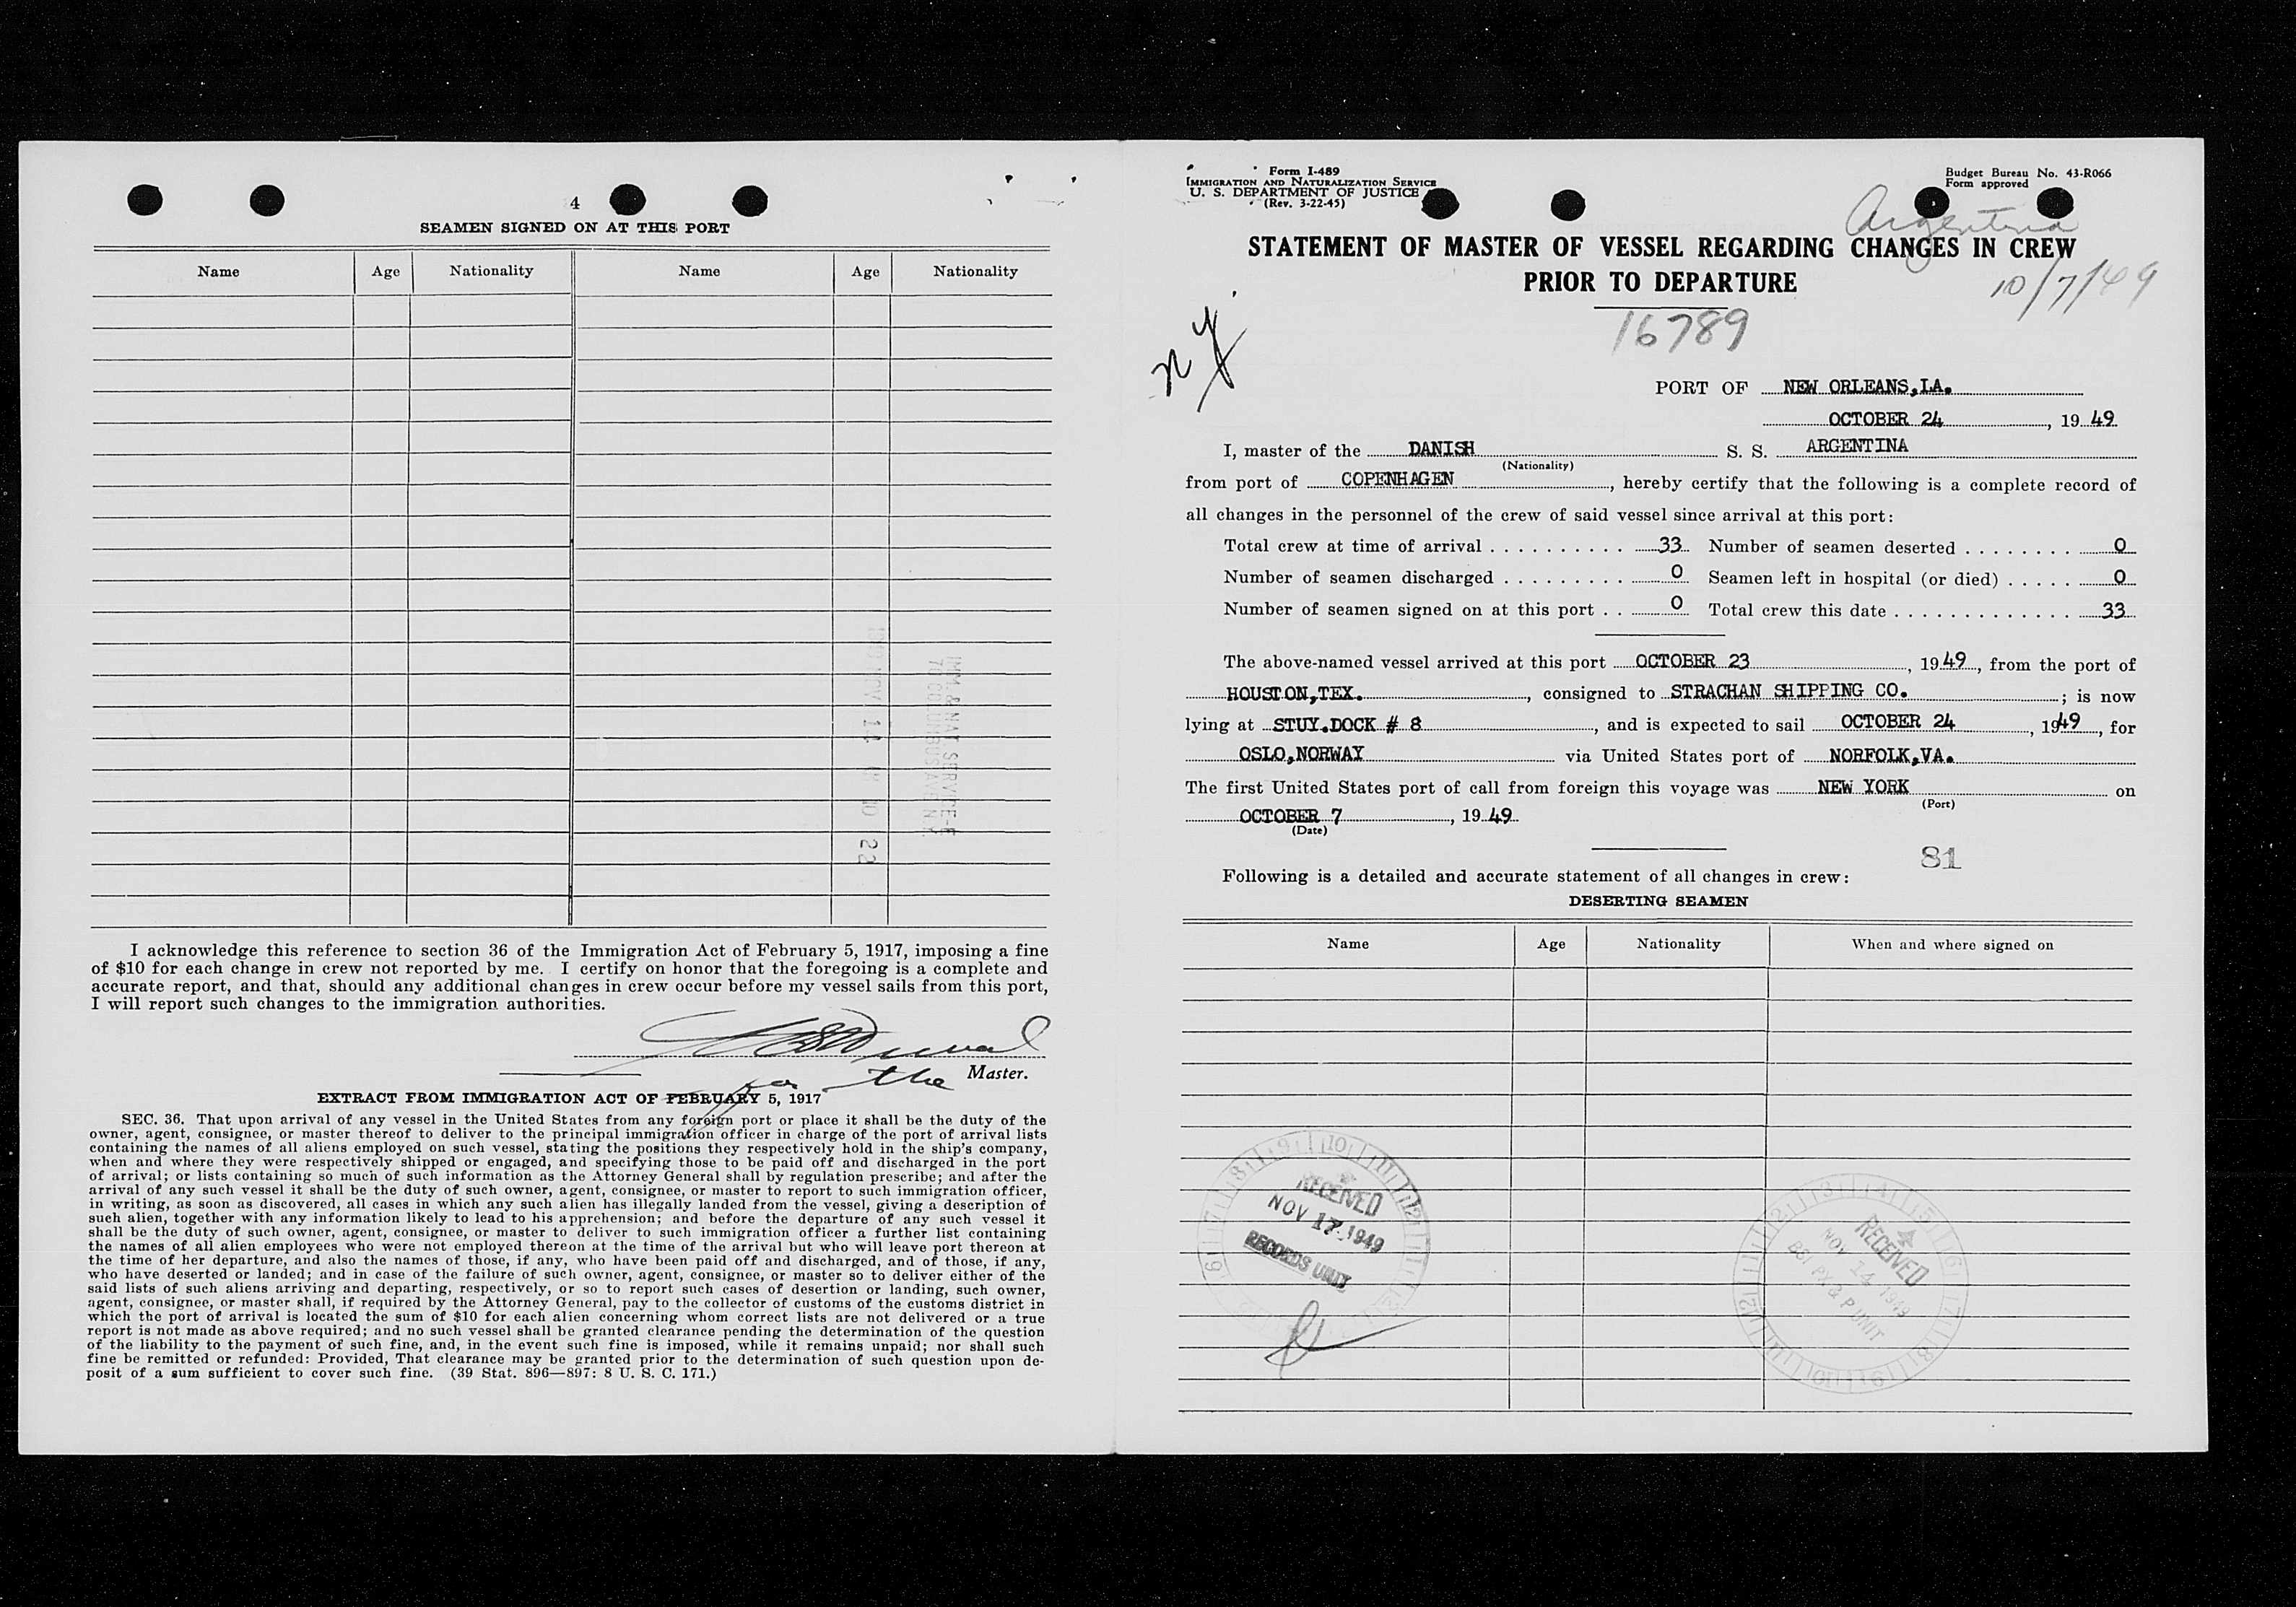 4
SEAMEN SIGNED ON AT THIS PORT
Name Age Nationality Name Age Nationality
IMM. & NAT. SERVICE-E
70 COLUMBUS AVE. N.Y.
I acknowledge this reference to section 36 of the Immigration Act of February 5, 1917, imposing a fine
of $10 for each change in crew not reported by me. I certify on honor that the foregoing is a complete and
accurate report, and that, should any additional changes in crew occur before my vessel sails from this port,
I will report such changes to the immigration authorities.
for the Master.
EXTRACT FROM IMMIGRATION ACT OF FEBRUARY 5, 1917
SEC. 36. That upon arrival of any vessel in the United States from any foreign port or place it shall be the duty of the
owner, agent, consignee, or master thereof to deliver to the principal immigration officer in charge of the port of arrival lists
containing the names of all aliens employed on such vessel, stating the positions they respectively hold in the ship's company,
when and where they were respectively shipped or engaged, and specifying those to be paid off and discharged in the port
of arrival; or lists containing so much of such information as the Attorney General shall by regulation prescribe; and after the
arrival of any such vessel it shall be the duty of such owner, agent, consignee, or master to report to such immigration officer,
in writing, as soon as discovered, all cases in which any such alien has illegally landed from the vessel, giving a description of
such alien, together with any information likely to lead to his apprehension; and before the departure of any such vessel it
shall be the duty of such owner, agent, consignee, or master to deliver to such immigration officer a further list containing
the names of all alien employees who were not employed thereon at the time of the arrival but who will leave port thereon at
the time of her departure, and also the names of those, if any, who have been paid off and discharged, and of those, if any,
who have deserted or landed; and in case of the failure of such owner, agent, consignee, or master so to deliver either of the
said lists of such aliens arriving and departing, respectively, or so to report such cases of desertion or landing, such owner,
agent, consignee, or master shall, if required by the Attorney General, pay to the collector of customs of the customs district in
which the port of arrival is located the sum of $10 for each alien concerning whom correct lists are not delivered or a true
report is not made as above required; and no such vessel shall be granted clearance pending the determination of the question
of the liability to the payment of such fine, and, in the event such fine is imposed, while it remains unpaid; nor shall such
fine be remitted or refunded: Provided, That clearance may be granted prior to the determination of such question upon de-
posit of a sum sufficient to cover such fine. (39 Stat. 896—897: 8 U. S. C. 171.)
Form I-489
IMMIGRATION AND NATURALIZATION SERVICE
U. S. DEPARTMENT OF JUSTICE
(Rev. 3-22-45)
Budget Bureau No. 43-R066
Form approved
Argentina
STATEMENT OF MASTER OF VESSEL REGARDING CHANGES IN CREW
PRIOR TO DEPARTURE
10/7/49
16789
ny
PORT OF NEW ORLEANS,LA.
OCTOBER 24, 19 49
I, master of the DANISH S. S. ARGENTINA
(Nationality)
from port of COPENHAGEN, hereby certify that the following is a complete record of
all changes in the personnel of the crew of said vessel since arrival at this port:
Total crew at time of arrival 33 Number of seamen deserted 0
Number of seamen discharged 0 Seamen left in hospital (or died) 0
Number of seamen signed on at this port 0 Total crew this date 33
The above-named vessel arrived at this port OCTOBER 23, 19 49, from the port of
HOUSTON,TEX., consigned to STRACHAN SHIPPING CO.; is now
lying at STUY.DOCK # 8, and is expected to sail OCTOBER 24, 19 49, for
OSLO,NORWAY via United States port of NORFOLK,VA.
The first United States port of call from foreign this voyage was NEW YORK on
(Port)
OCTOBER 7, 19 49
(Date)
81
Following is a detailed and accurate statement of all changes in crew:
DESERTING SEAMEN
Name Age Nationality When and where signed on
RECEIVED
NOV 17 1949
RECORDS UNIT
RECEIVED
NOV 14 1949